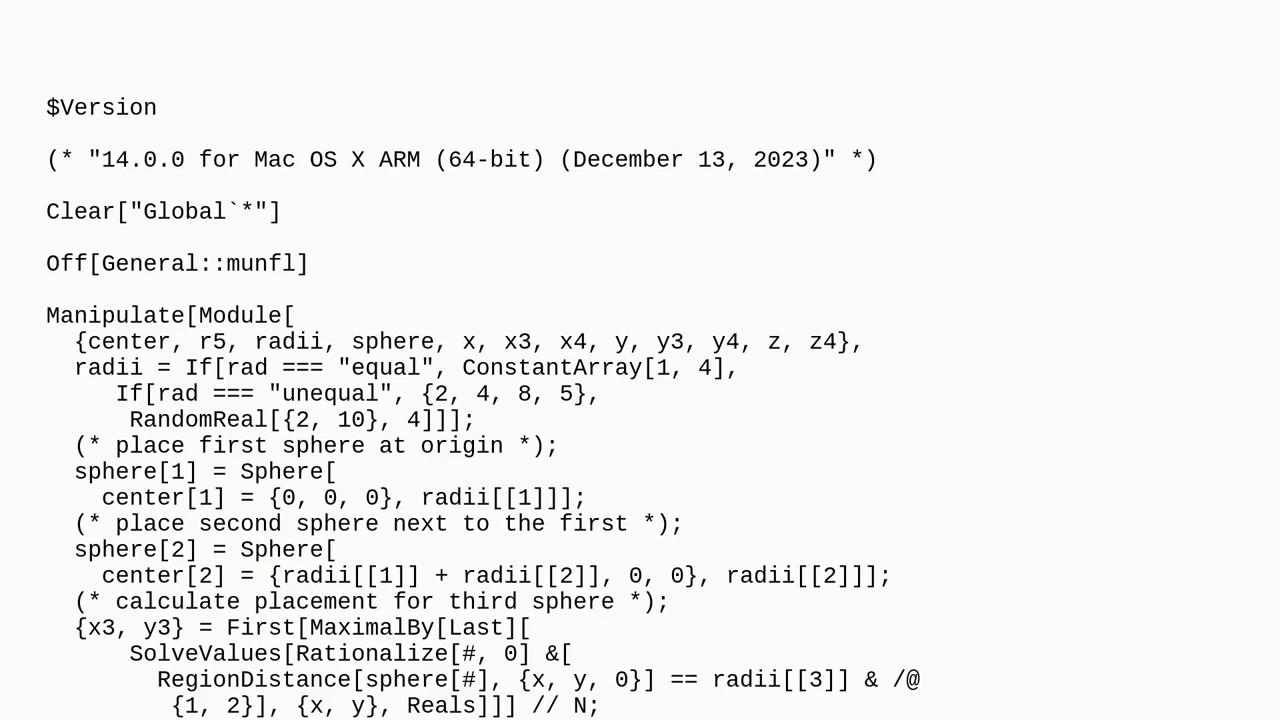 $Version
(* "14.0.0 for Mac OS X ARM (64-bit) (December 13, 2023)" *)
Clear["Global`*"]
Off[General::munfl]
Manipulate[Module[
  {center, r5, radii, sphere, x, x3, x4, y, y3, y4, z, z4},
  radii = If[rad === "equal", ConstantArray[1, 4],
     If[rad === "unequal", {2, 4, 8, 5},
      RandomReal[{2, 10}, 4]]];
  (* place first sphere at origin *);
  sphere[1] = Sphere[
    center[1] = {0, 0, 0}, radii[[1]]];
  (* place second sphere next to the first *);
  sphere[2] = Sphere[
    center[2] = {radii[[1]] + radii[[2]], 0, 0}, radii[[2]]];
  (* calculate placement for third sphere *);
  {x3, y3} = First[MaximalBy[Last][
      SolveValues[Rationalize[#, 0] &[
        RegionDistance[sphere[#], {x, y, 0}] == radii[[3]] & /@
         {1, 2}], {x, y}, Reals]]] // N;